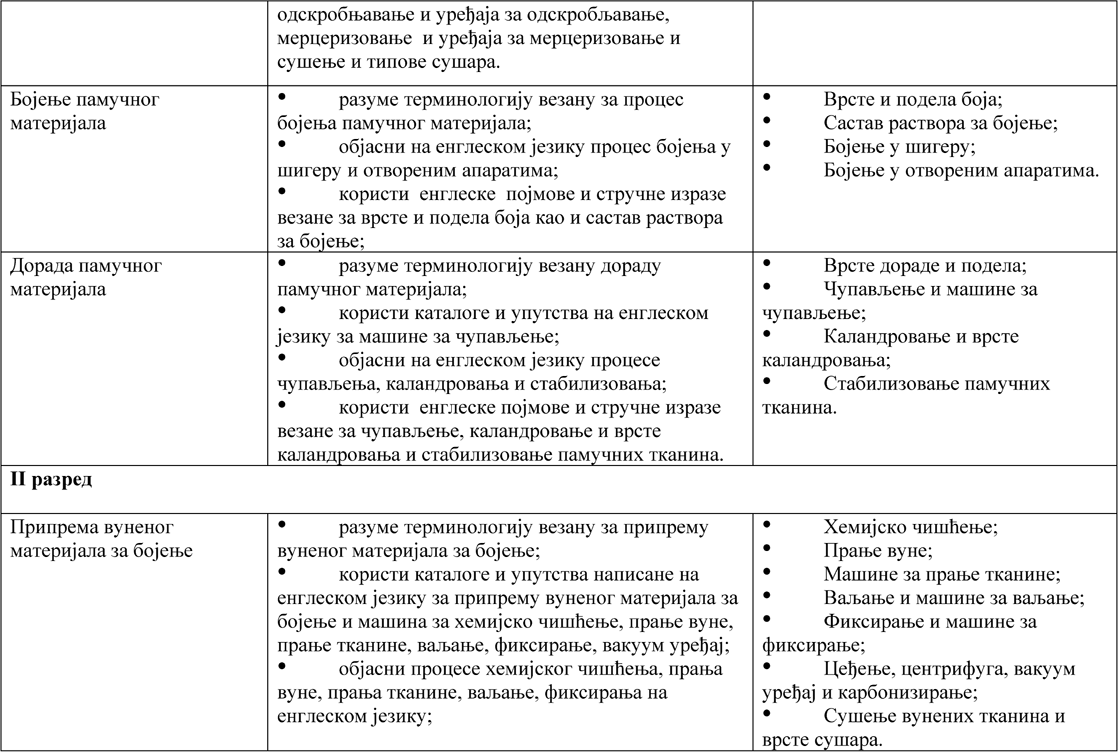 одскробњавање и уређаја за одскробљавање,
мерцеризовање и уређаја за мерцеризовање и
сушење и типове сушара.
Бојење памучног
материјала
• разуме терминологију везану за процес
бојења памучног материјала;
• објасни на енглеском језику процес бојења у
шигеру и отвореним апаратима;
• користи енглеске појмове и стручне изразе
везане за врсте и подела боја као и састав раствора
за бојење;
• Врсте и подела боја;
• Састав раствора за бојење;
• Бојење у шигеру;
• Бојење у отвореним апаратима.
Дорада памучног
материјала
• разуме терминологију везану дораду
памучног материјала;
• користи каталоге и упутства на енглеском
језику за машине за чупављење;
• објасни на енглеском језику процесе
чупављења, каландровања и стабилизовања;
• користи енглеске појмове и стручне изразе
везане за чупављење, каландровање и врсте
каландровања и стабилизовање памучних тканина.
• Врсте дораде и подела;
• Чупављење и машине за
чупављење;
• Каландровање и врсте
каландровања;
• Стабилизовање памучних
тканина.
II разред
Припрема вуненог
материјала за бојење
• разуме терминологију везану за припрему
вуненог материјала за бојење;
• користи каталоге и упутства написане на
енглеском језику за припрему вуненог материјала за
бојење и машина за хемијско чишћење, прање вуне,
прање тканине, ваљање, фиксирање, вакуум уређај;
• објасни процесе хемијског чишћења, прања
вуне, прања тканине, ваљање, фиксирања на
енглеском језику;
• Хемијско чишћење;
• Прање вуне;
• Машине за прање тканине;
• Ваљање и машине за ваљање;
• Фиксирање и машине за
фиксирање;
• Цеђење, центрифуга, вакуум
уређај и карбонизирање;
• Сушење вунених тканина и
врсте сушара.